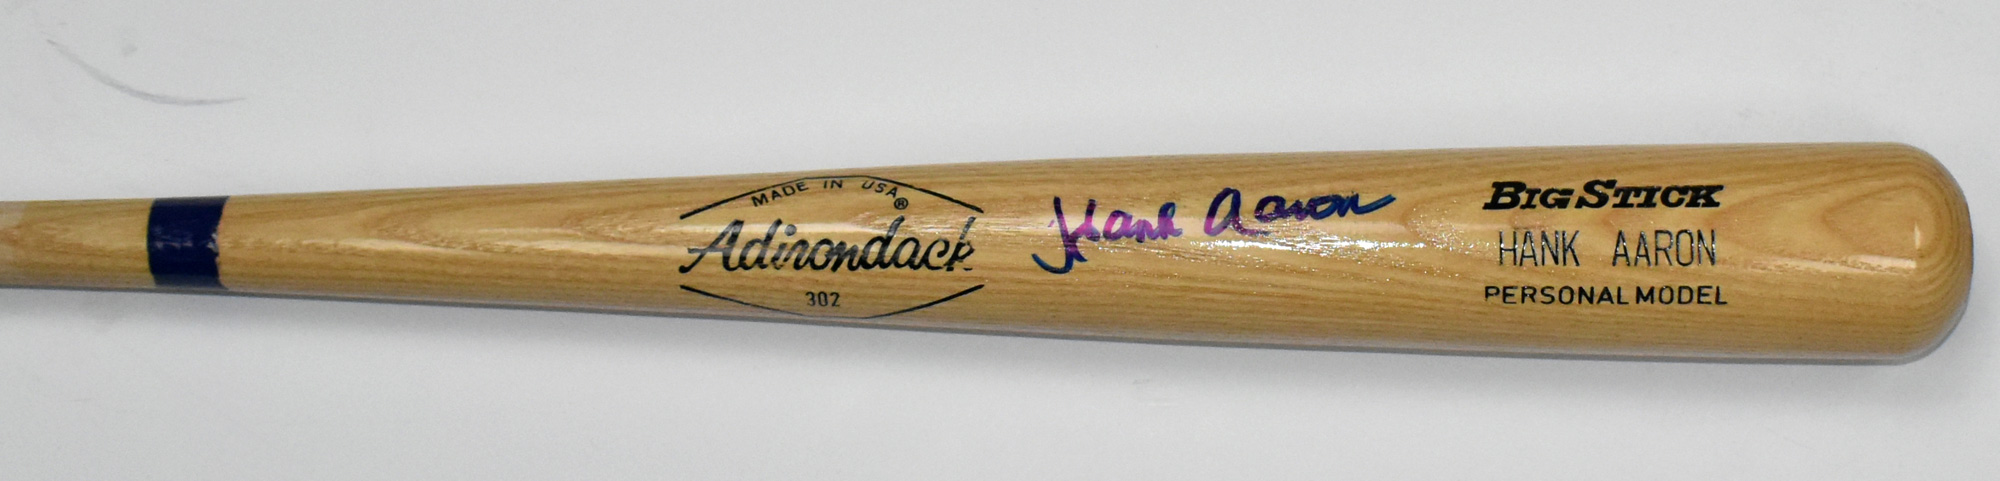 MADE IN USA
Adirondack®
302
Hank Aaron
BIG STICK
HANK AARON
PERSONAL MODEL